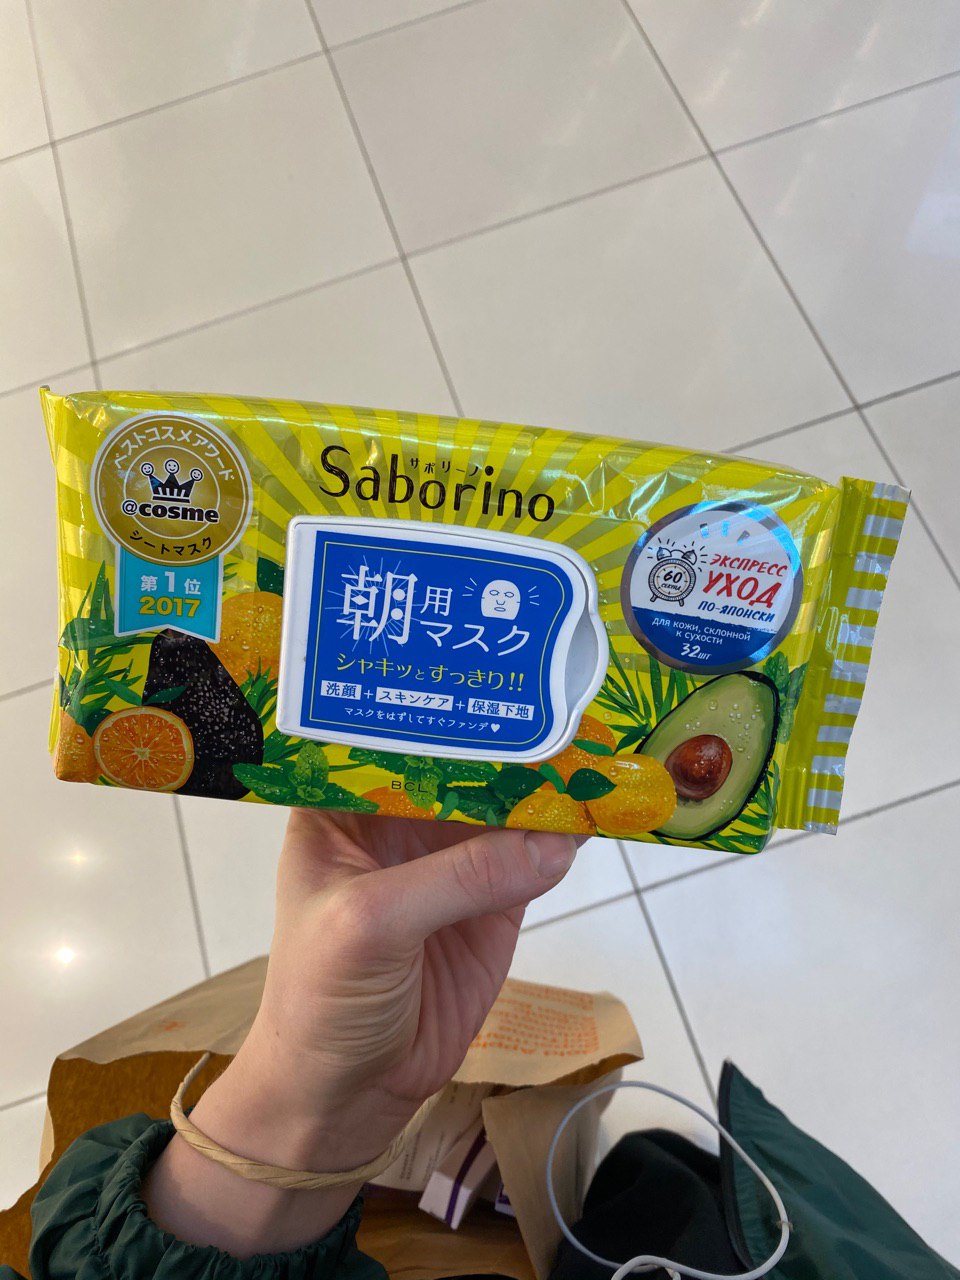 ベストコスメアワード
@cosme
シートマスク
第1位
2017
サボリーノ
Saborino
朝用
マスク
シャキッとすっきり!!
洗顔+スキンケア+保湿下地
マスクをはずしてすぐファンデ♥
BCL
60
СЕКУНД
ЭКСПРЕСС
УХОД
ПО-ЯПОНСКИ
ДЛЯ КОЖИ, СКЛОННОЙ
К СУХОСТИ
32ШТ